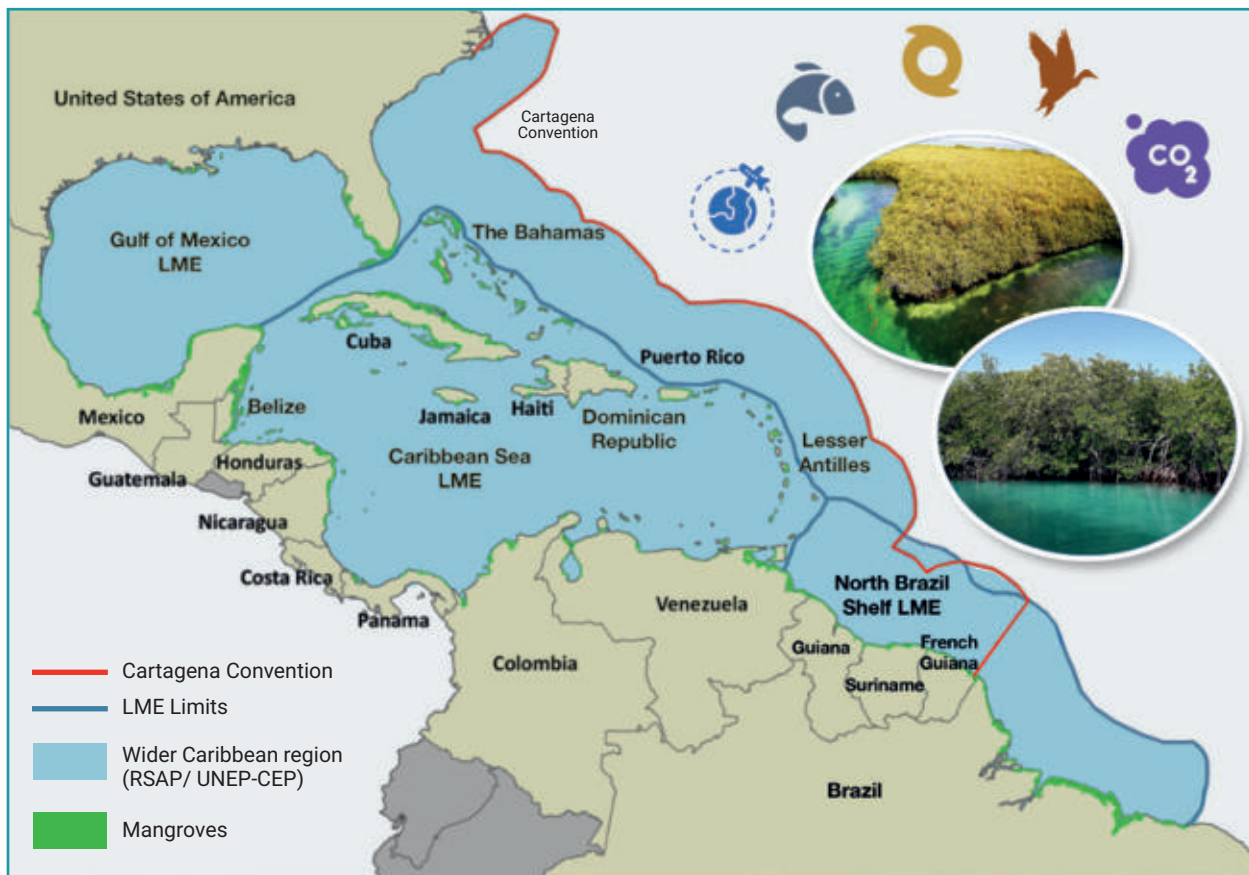 United States of America
Cartagena
Convention
CO2
Gulf of Mexico
LME
The Bahamas
Cuba
Puerto Rico
Mexico
Belize
Jamaica
Haiti
Dominican
Republic
Lesser
Antilles
Caribbean Sea
LME
Honduras
Guatemala
Nicaragua
Costa Rica
Panama
North Brazil
Shelf LME
Venezuela
Guiana
French
Guiana
Suriname
Colombia
Brazil
Cartagena Convention
LME Limits
Wider Caribbean region
(RSAP/ UNEP-CEP)
Mangroves